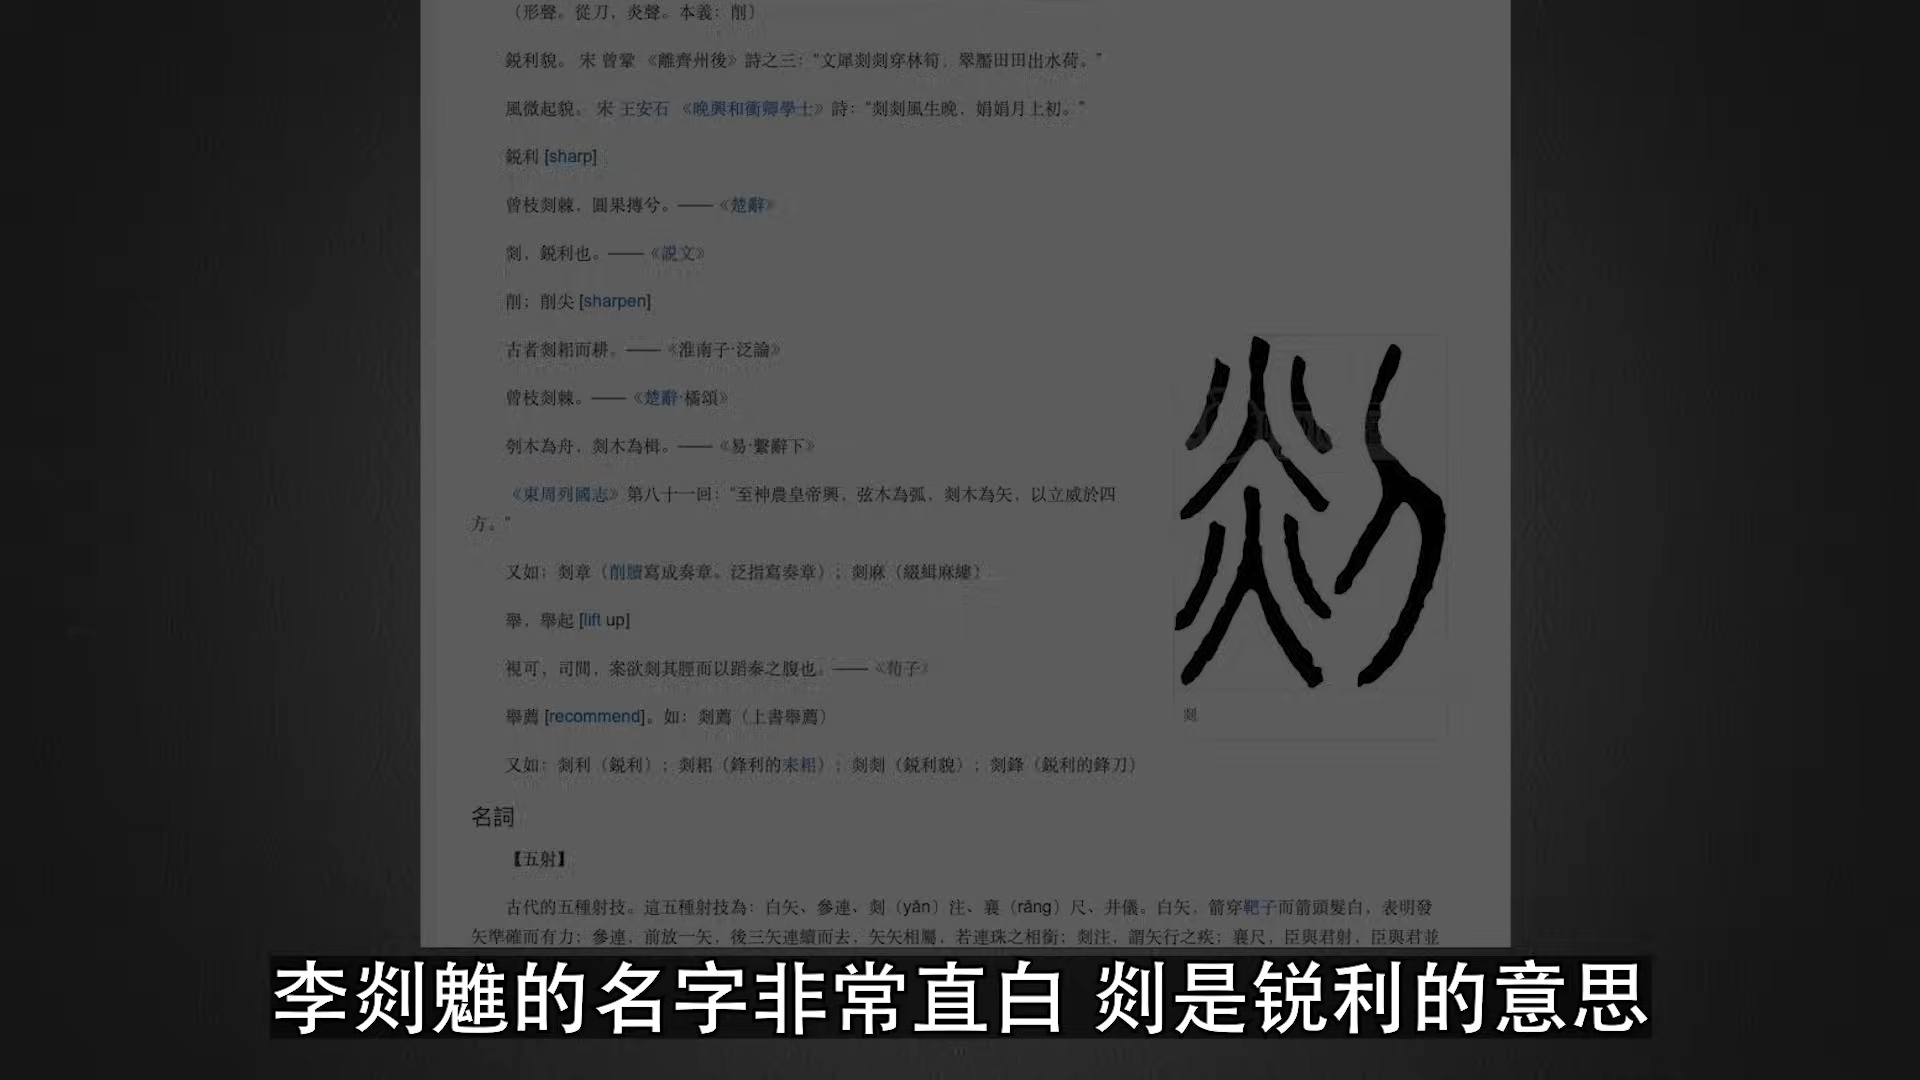 （形聲。從刀，炎聲。本義：削）
鋭利貌。 宋 曾鞏 《離齊州後》詩之三：“文犀剡剡穿林筍，翠靨田田出水荷。”
風微起貌。 宋 王安石 《晚興和衝卿學士》詩：“剡剡風生晚，娟娟月上初。”
鋭利 [sharp]
曾枝剡棘，圓果摶兮。——《楚辭》
剡，鋭利也。——《説文》
削；削尖 [sharpen]
古者剡耜而耕。——《淮南子·泛論》
曾枝剡棘。——《楚辭·橘頌》
刳木為舟，剡木為楫。——《易·繫辭下》
《東周列國志》第八十一回：“至神農皇帝興，弦木為弧，剡木為矢，以立威於四
方。”
又如：剡章（削牘寫成奏章。泛指寫奏章）；剡麻（綴緝麻縷）
舉，舉起 [lift up]
視可，司間，案欲剡其脛而以蹈秦之腹也。——《荀子》
剡
舉薦 [recommend]。如：剡薦（上書舉薦）
又如：剡利（鋭利）；剡耜（鋒利的耒耜）；剡剡（鋭利貌）；剡鋒（鋭利的鋒刀）
名詞
【五射】
古代的五種射技。這五種射技為：白矢、參連、剡（yǎn）注、襄（rǎng）尺、井儀。白矢，箭穿靶子而箭頭髮白，表明發
矢準確而有力；參連，前放一矢，後三矢連續而去，矢矢相屬，若連珠之相銜；剡注，謂矢行之疾；襄尺，臣與君射，臣與君並
李剡魋的名字非常直白 剡是锐利的意思